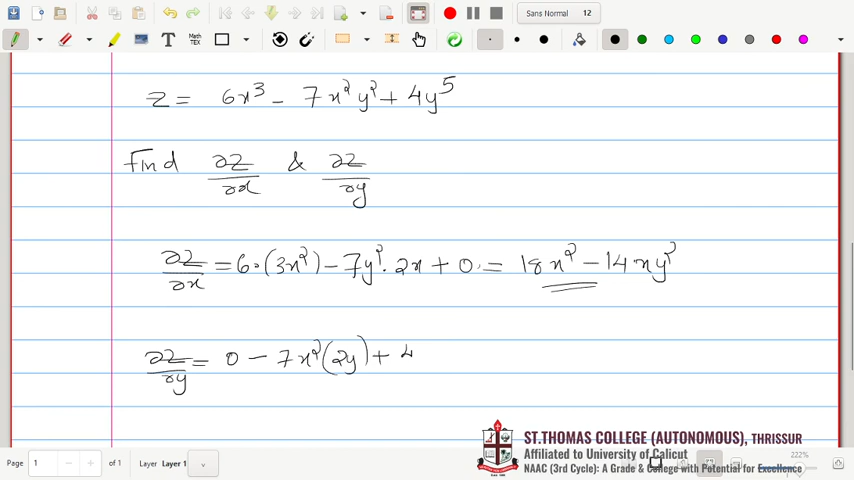 Sans Normal 12
T Math TEX
z = 6x³ - 7x²y² + 4y⁵
Find ∂z/∂x & ∂z/∂y
∂z/∂x = 6·(3x²) - 7y²·2x + 0 = 18x² - 14xy²
∂z/∂y = 0 - 7x²(2y) + 4
ST.THOMAS COLLEGE (AUTONOMOUS), THRISSUR
Affiliated to University of Calicut
NAAC (3rd Cycle): A Grade & College with Potential for Excellence
Page 1 of 1 Layer Layer 1 222%